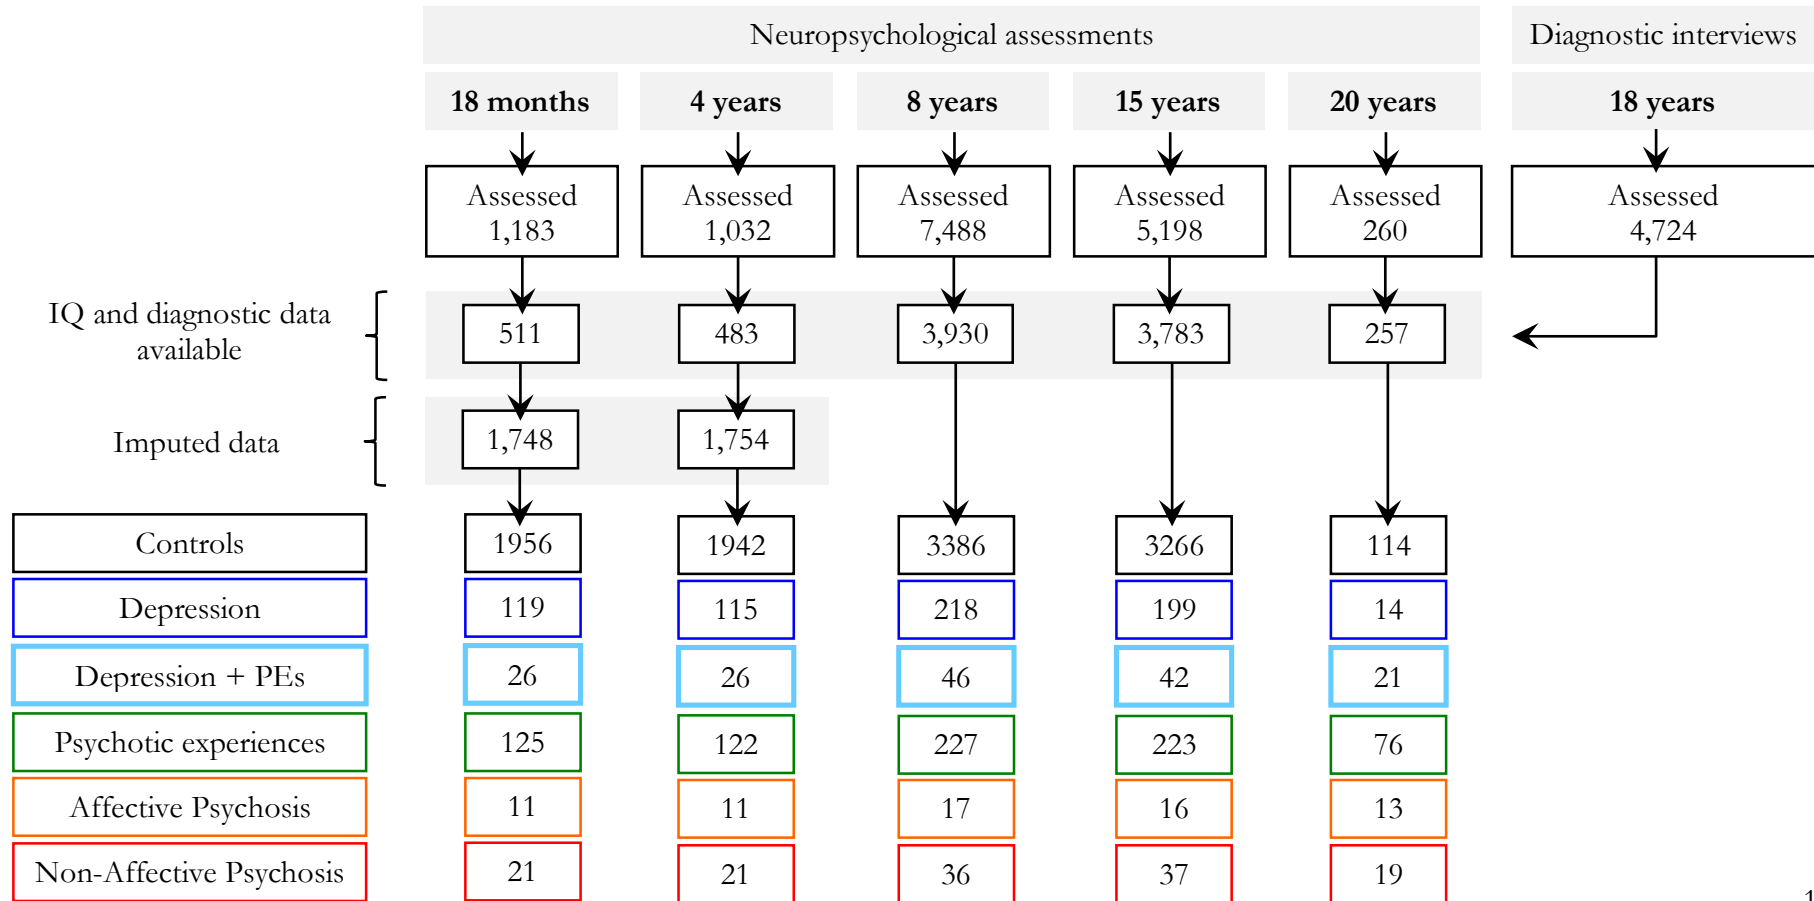 Neuropsychological assessments
Diagnostic interviews
18 months
4 years
8 years
15 years
20 years
18 years
Assessed
1,183
Assessed
1,032
Assessed
7,488
Assessed
5,198
Assessed
260
Assessed
4,724
IQ and diagnostic data
available
511
483
3,930
3,783
257
Imputed data
1,748
1,754
Controls
1956
1942
3386
3266
114
Depression
119
115
218
199
14
Depression + PEs
26
26
46
42
21
Psychotic experiences
125
122
227
223
76
Affective Psychosis
11
11
17
16
13
Non-Affective Psychosis
21
21
36
37
19
1